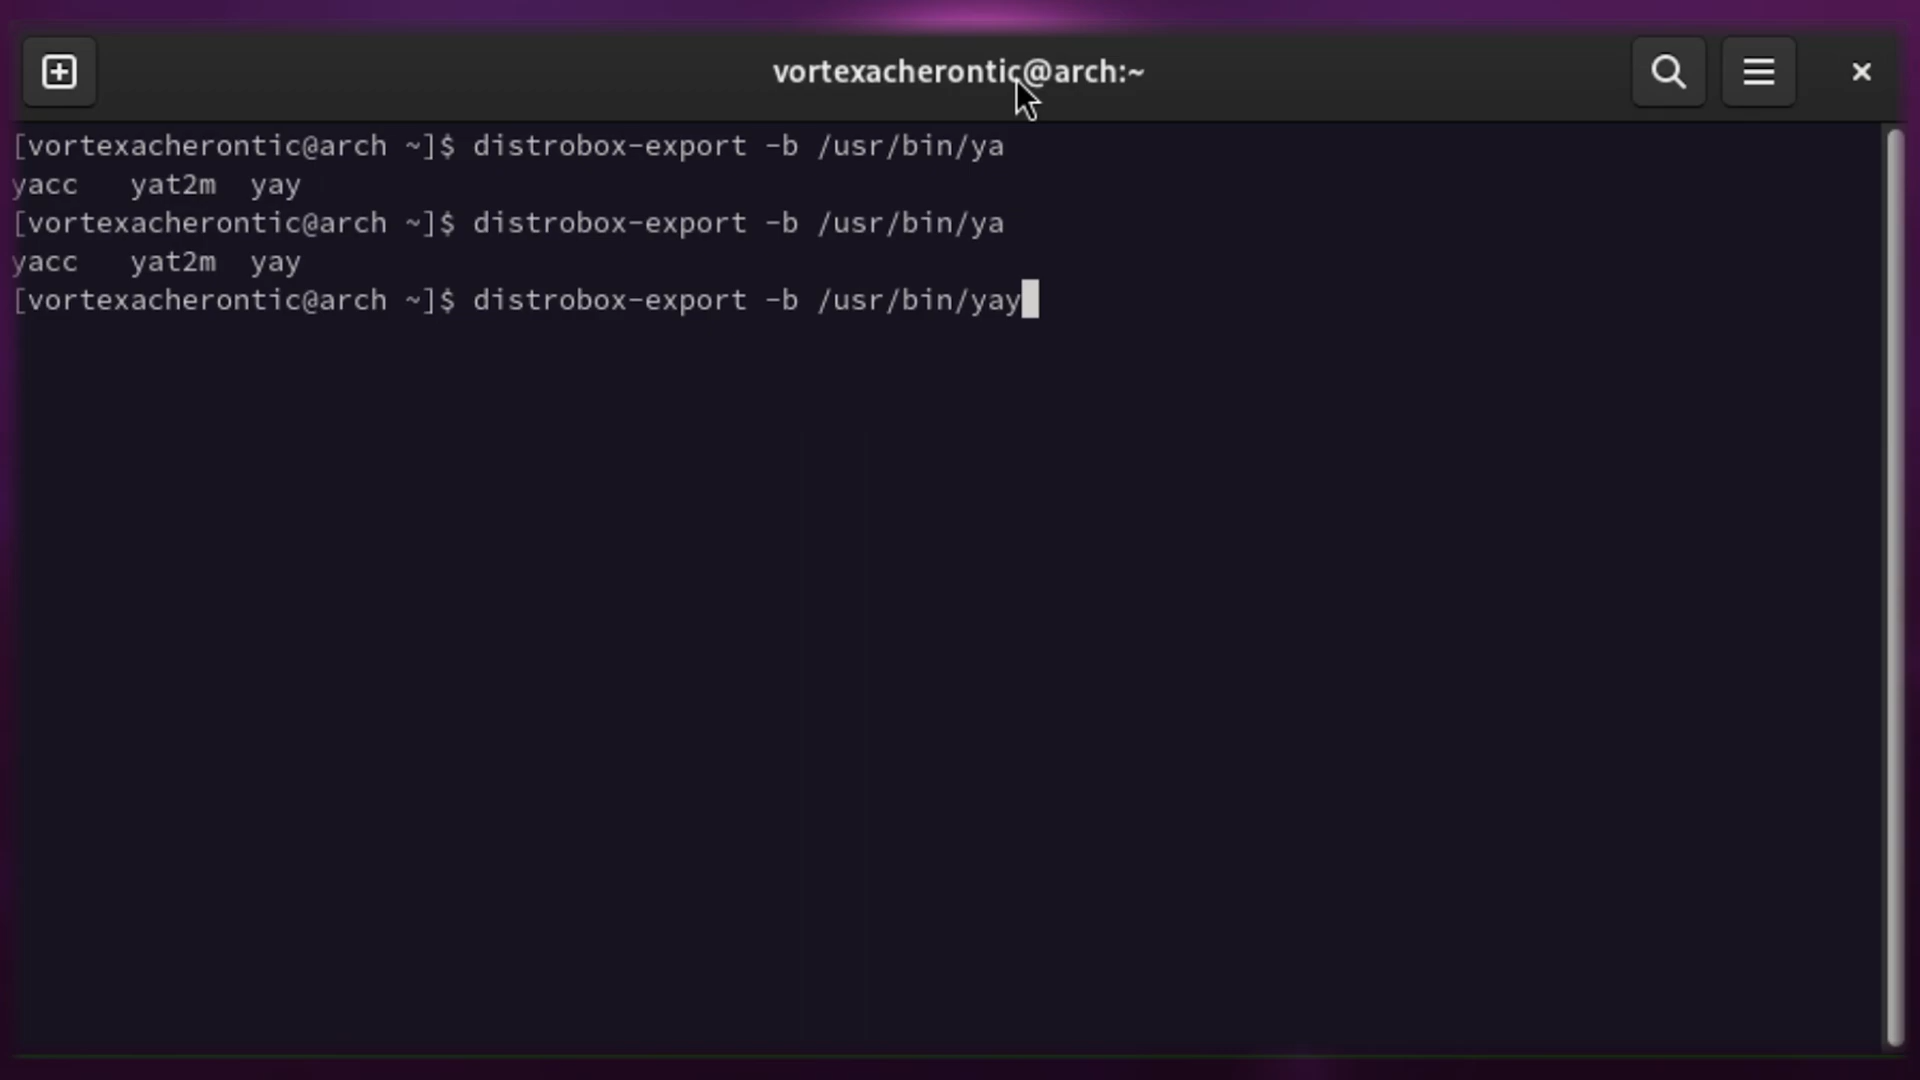 vortexacherontic@arch:~
[vortexacherontic@arch ~]$ distrobox-export -b /usr/bin/ya
yacc   yat2m  yay
[vortexacherontic@arch ~]$ distrobox-export -b /usr/bin/ya
yacc   yat2m  yay
[vortexacherontic@arch ~]$ distrobox-export -b /usr/bin/yay